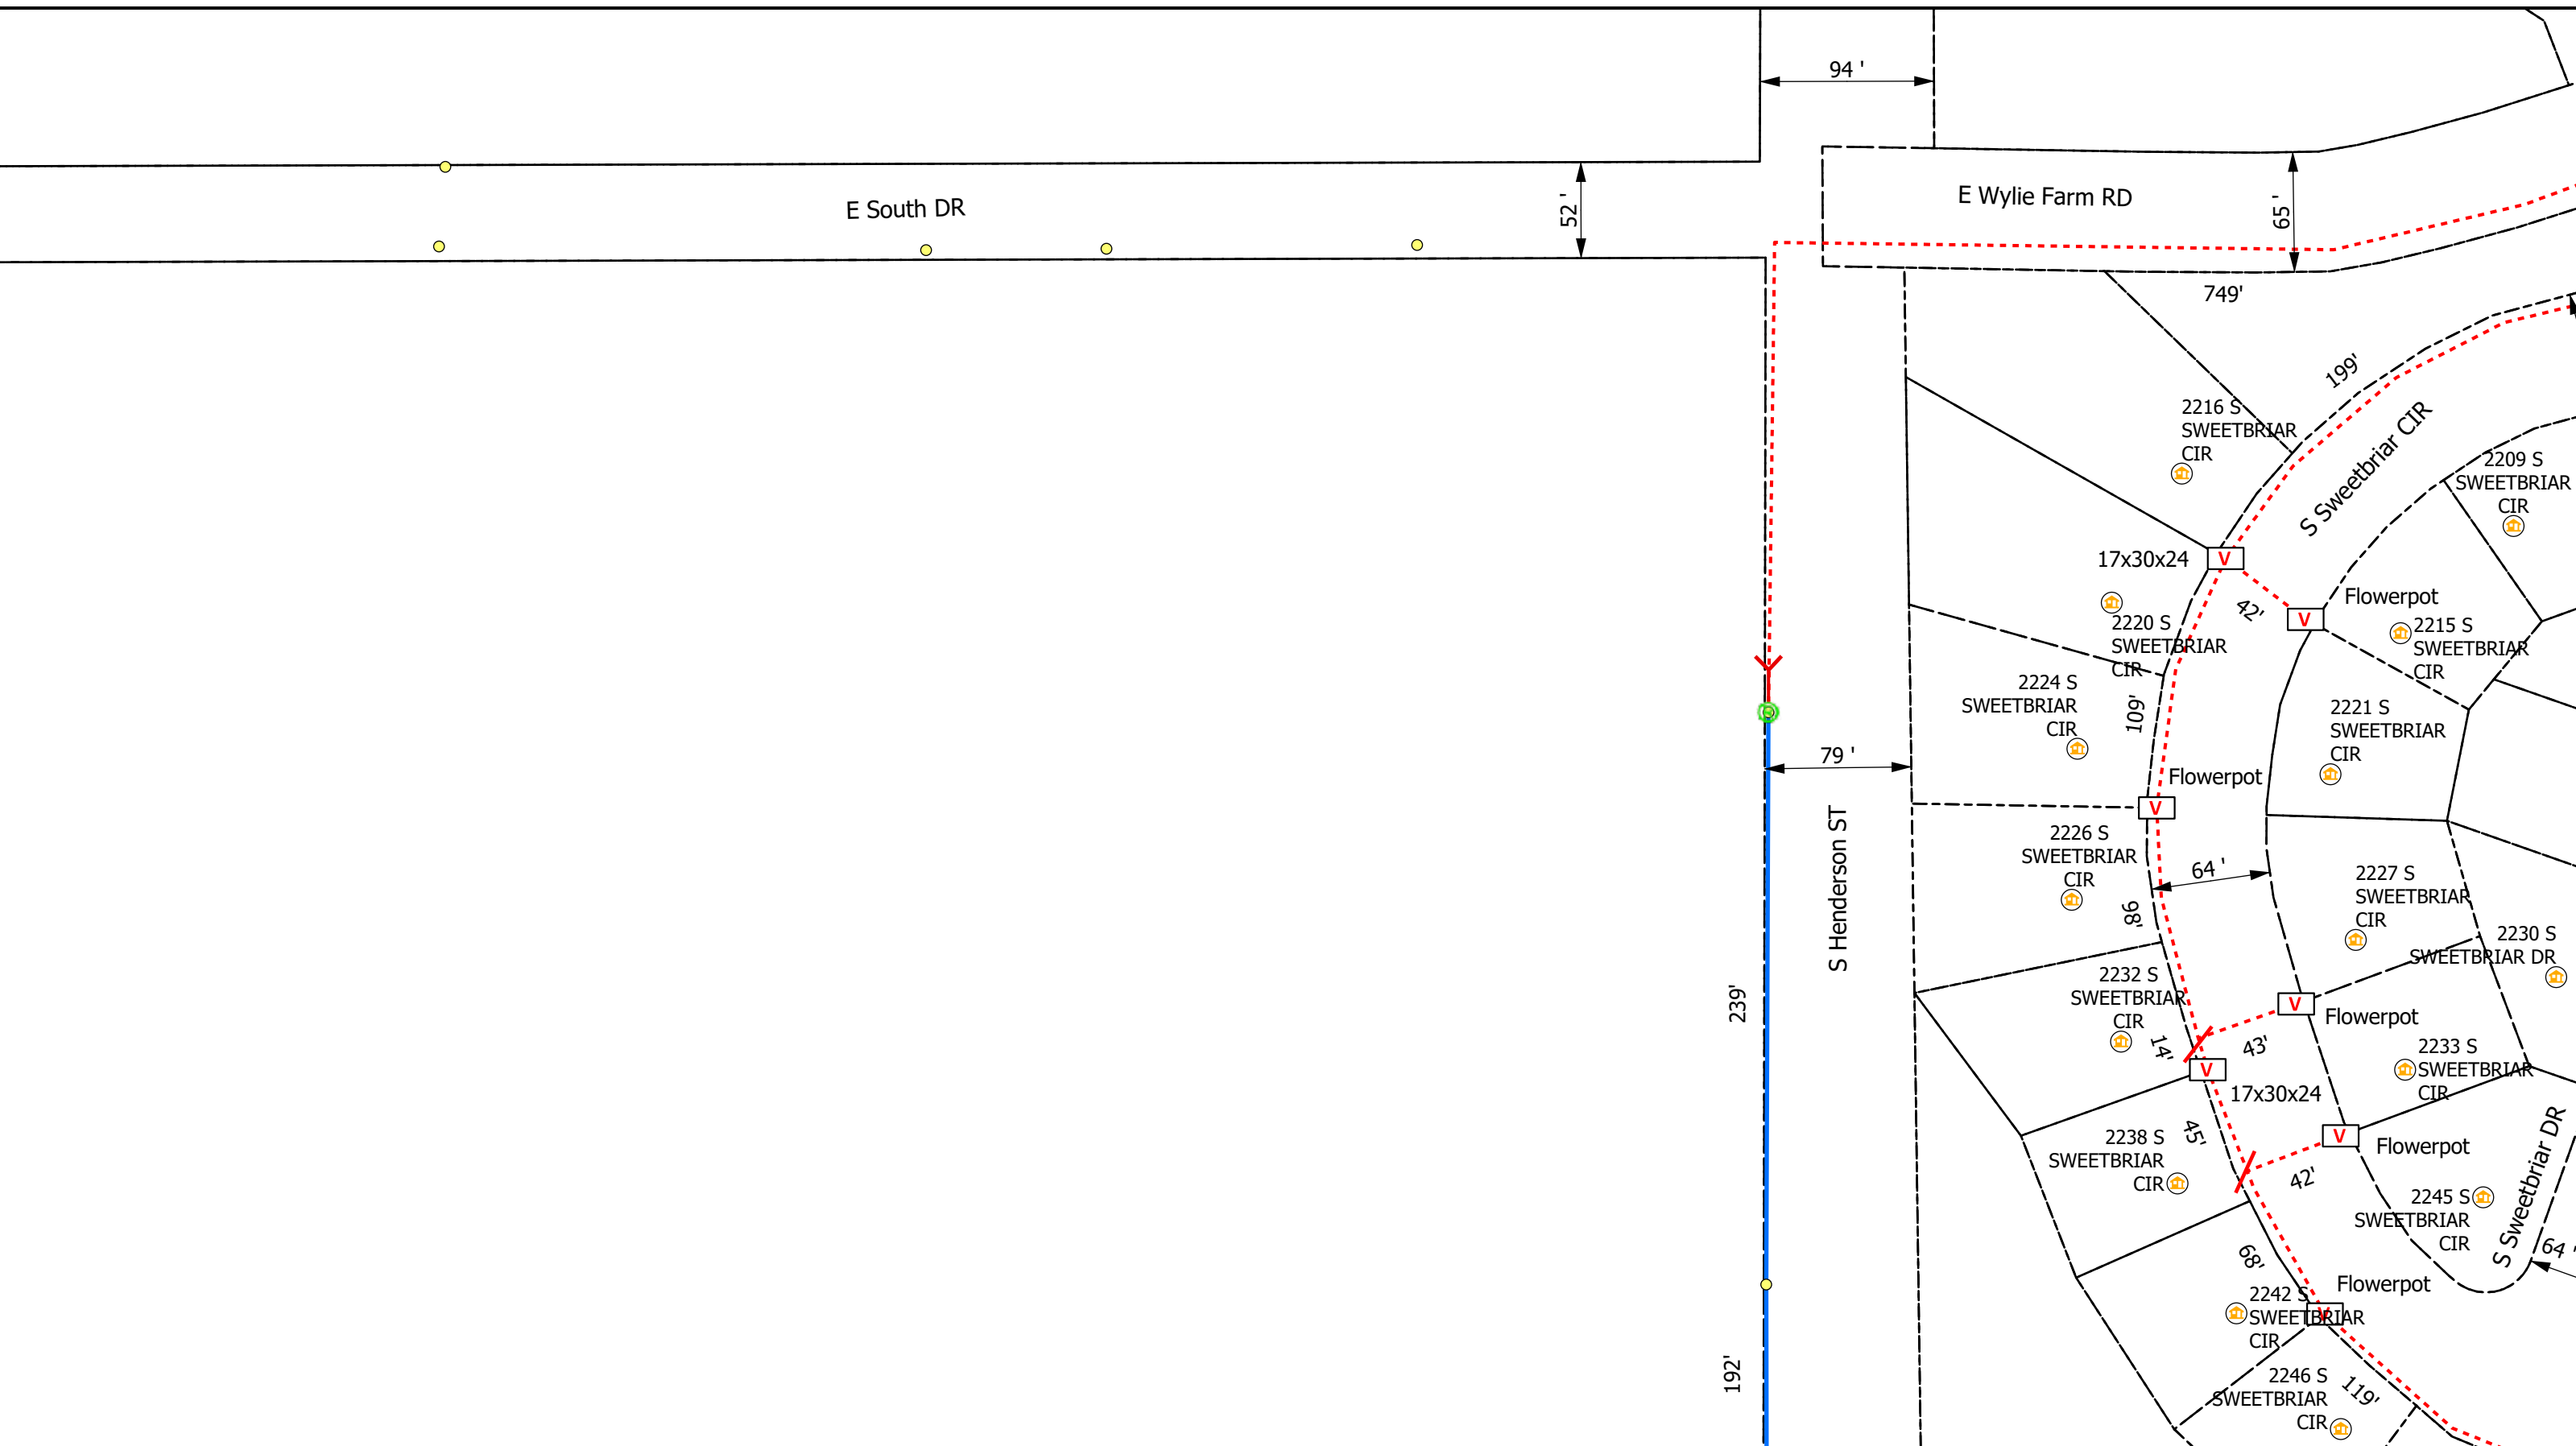 94 '
E South DR
52 '
E Wylie Farm RD
65 '
749'
199'
S Sweetbriar CIR
2216 S
SWEETBRIAR
CIR
2209 S
SWEETBRIAR
CIR
17x30x24
V
42'
Flowerpot
V
2220 S
SWEETBRIAR
CIR
2215 S
SWEETBRIAR
CIR
2224 S
SWEETBRIAR
CIR
109'
2221 S
SWEETBRIAR
CIR
79 '
Flowerpot
V
S Henderson ST
2226 S
SWEETBRIAR
CIR
64 '
98'
2227 S
SWEETBRIAR
CIR
2230 S
SWEETBRIAR DR
2232 S
SWEETBRIAR
CIR
239'
V
Flowerpot
14'
43'
V
17x30x24
2233 S
SWEETBRIAR
CIR
45'
2238 S
SWEETBRIAR
CIR
V
Flowerpot
42'
2245 S
SWEETBRIAR
CIR
S Sweetbriar DR
64 '
68'
Flowerpot
V
2242 S
SWEETBRIAR
CIR
192'
2246 S
SWEETBRIAR
CIR
119'